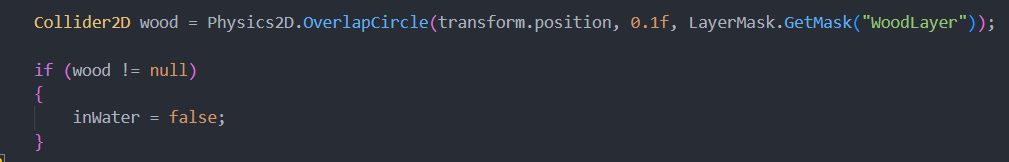 Collider2D wood = Physics2D.OverlapCircle(transform.position, 0.1f, LayerMask.GetMask("WoodLayer"));
if (wood != null)
{
inWater = false;
}